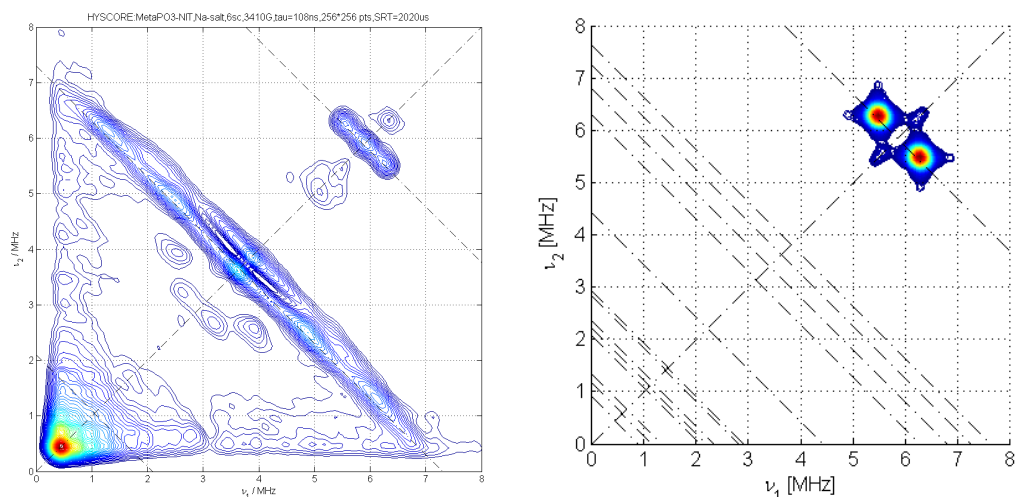 HYSCORE:MetaPO3-NIT,Na-salt,6sc,3410G,tau=108ns,256*256 pts,SRT=2020us
8
7
6
5
4
3
2
1
0
ν2 / MHz
0 1 2 3 4 5 6 7 8
ν1 / MHz
8
7
6
5
4
3
2
1
0
ν2 [MHz]
0 1 2 3 4 5 6 7 8
ν1 [MHz]